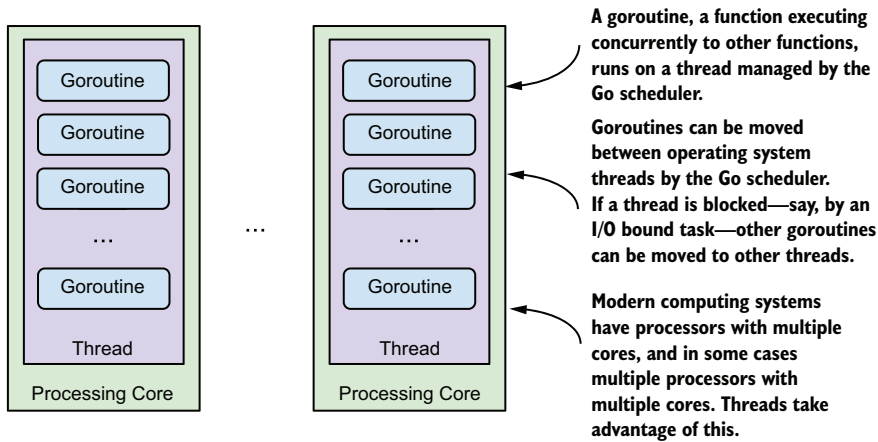 Goroutine
Goroutine
Goroutine
...
Goroutine
Thread
Processing Core
...
Goroutine
Goroutine
Goroutine
...
Goroutine
Thread
Processing Core
A goroutine, a function executing
concurrently to other functions,
runs on a thread managed by the
Go scheduler.
Goroutines can be moved
between operating system
threads by the Go scheduler.
If a thread is blocked—say, by an
I/O bound task—other goroutines
can be moved to other threads.
Modern computing systems
have processors with multiple
cores, and in some cases
multiple processors with
multiple cores. Threads take
advantage of this.